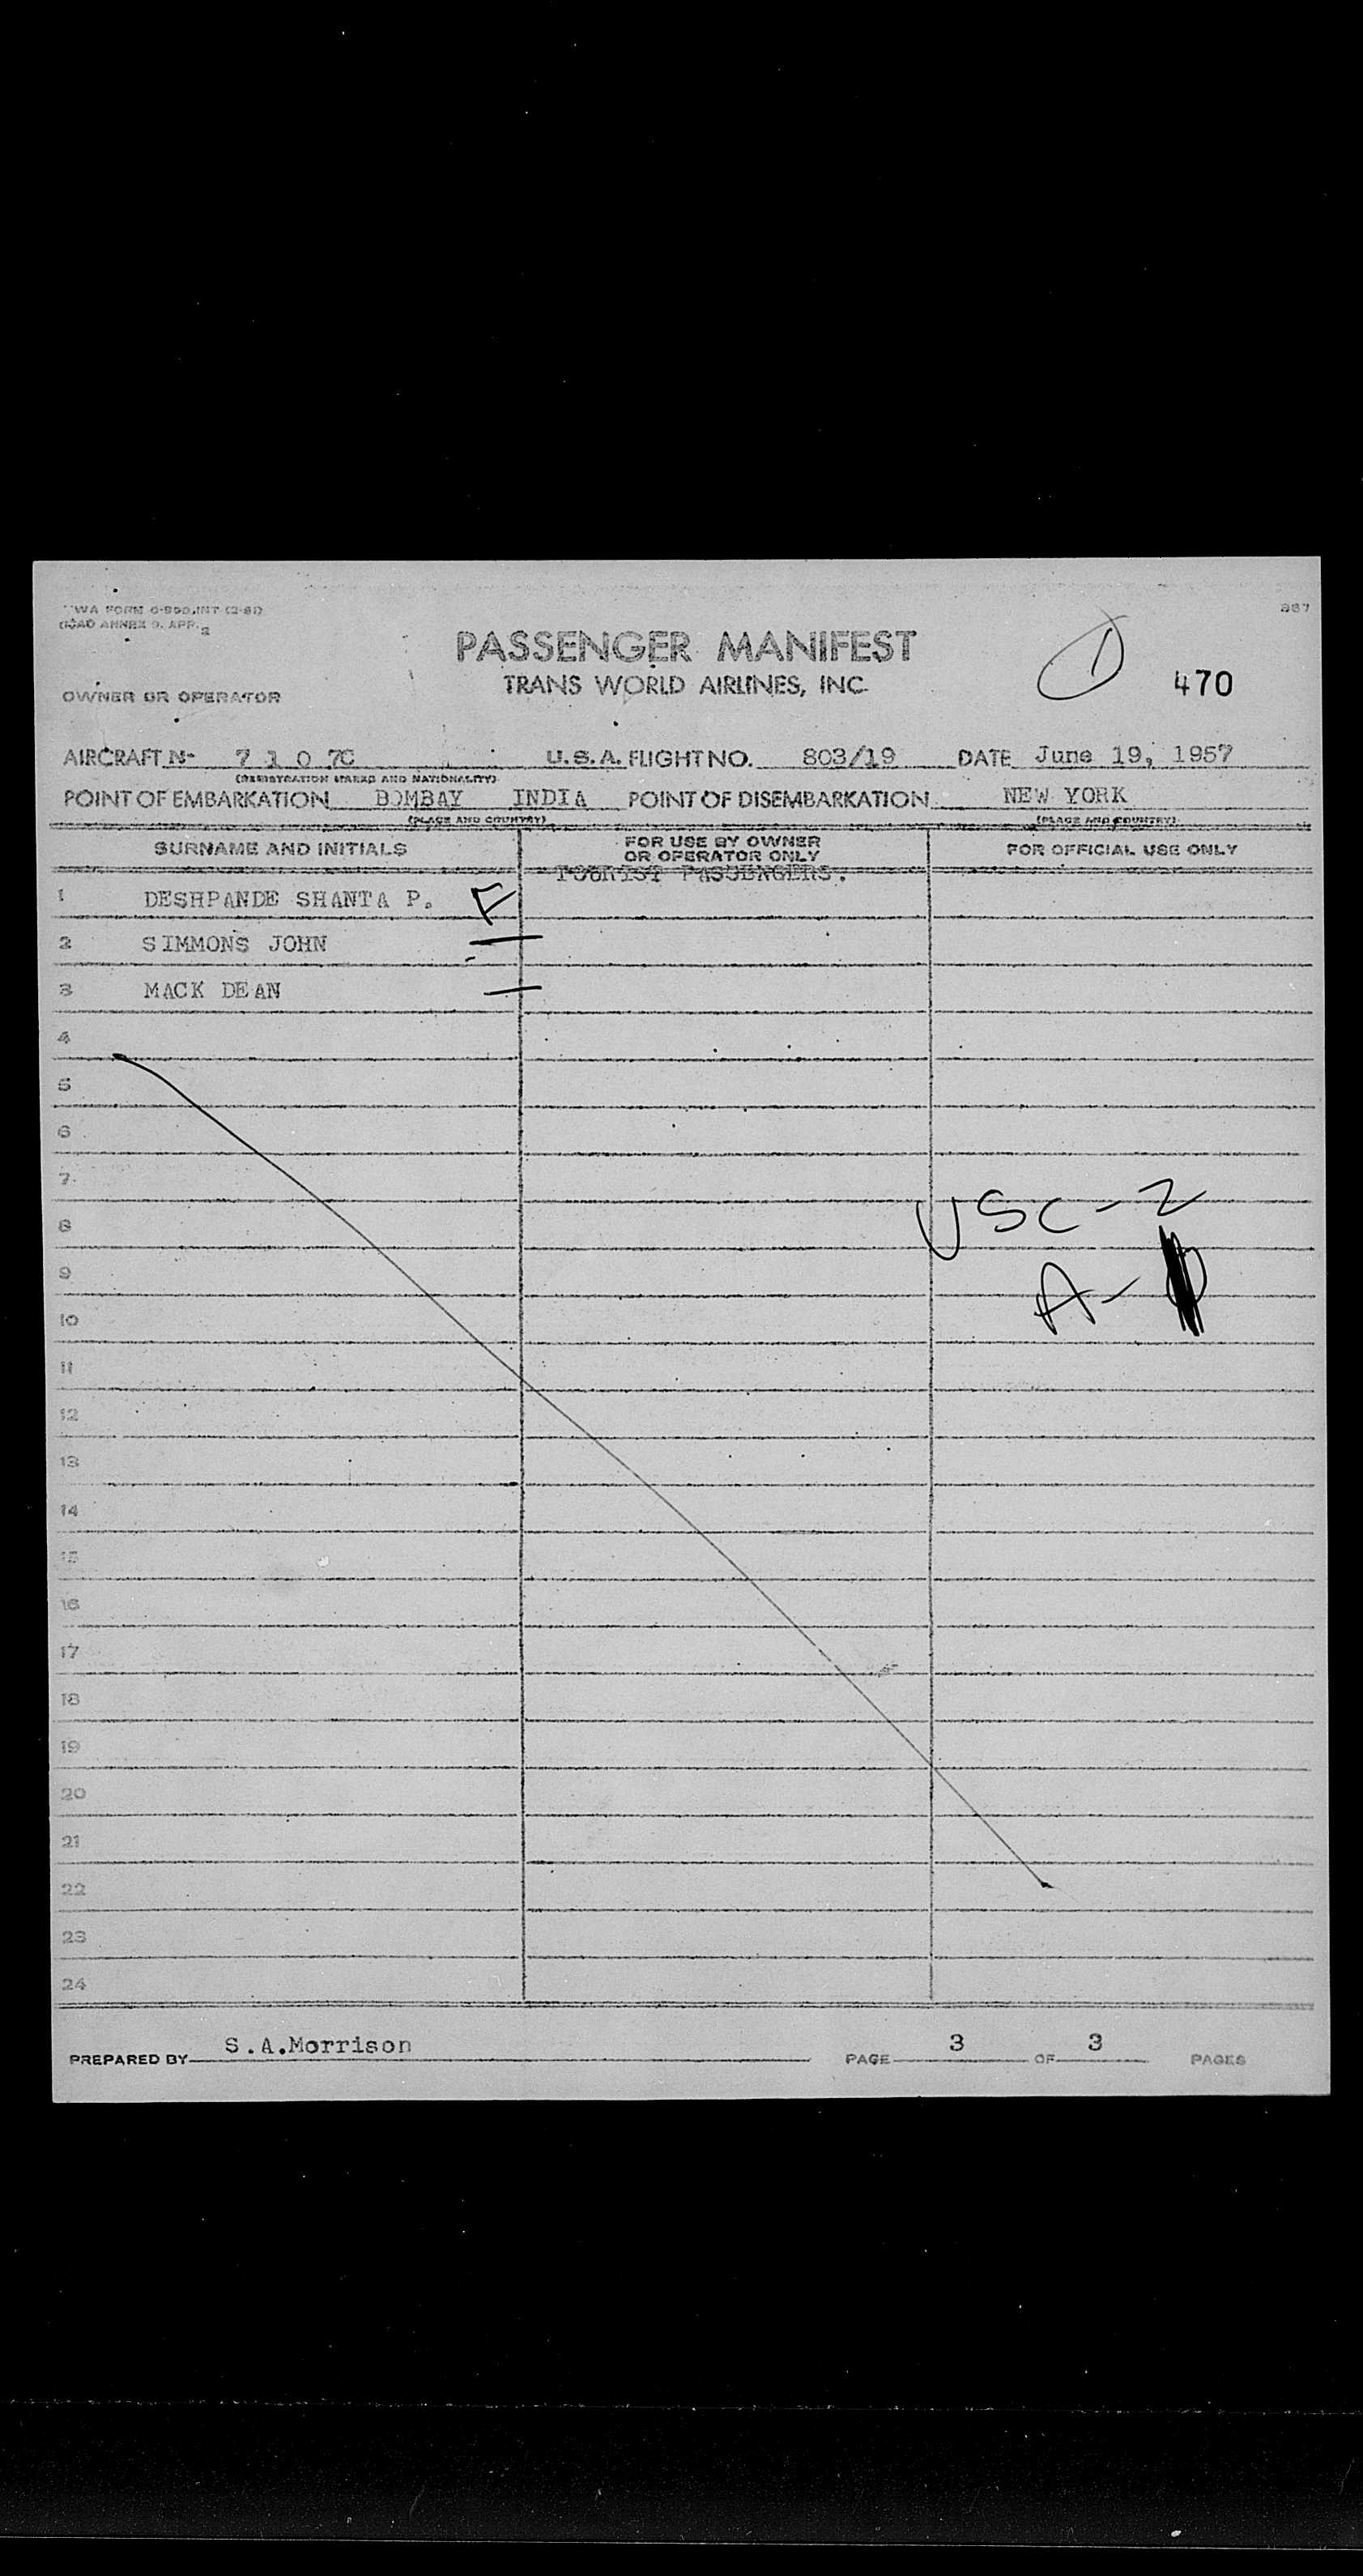 TWA FORM
ICAO ANNEX 9. APP. 2
PASSENGER MANIFEST
1
TRANS WORLD AIRLINES, INC.
470
OWNER OR OPERATOR
AIRCRAFT N- 7 1 0 7C U.S.A. FLIGHT NO. 803/19 DATE June 19, 1957
(REGISTRATION MARKS AND NATIONALITY)
POINT OF EMBARKATION BOMBAY INDIA POINT OF DISEMBARKATION NEW YORK
(PLACE AND COUNTRY) (PLACE AND COUNTRY)
SURNAME AND INITIALS FOR USE BY OWNER OR OPERATOR ONLY FOR OFFICIAL USE ONLY
TOURIST PASSENGERS.
1 DESHPANDE SHANTA P. F
2 SIMMONS JOHN
3 MACK DEAN
4
5
6
7
USC-2
8
9
A-
10
11
12
13
14
15
16
17
18
19
20
21
22
23
24
PREPARED BY S.A.Morrison PAGE 3 OF 3 PAGES